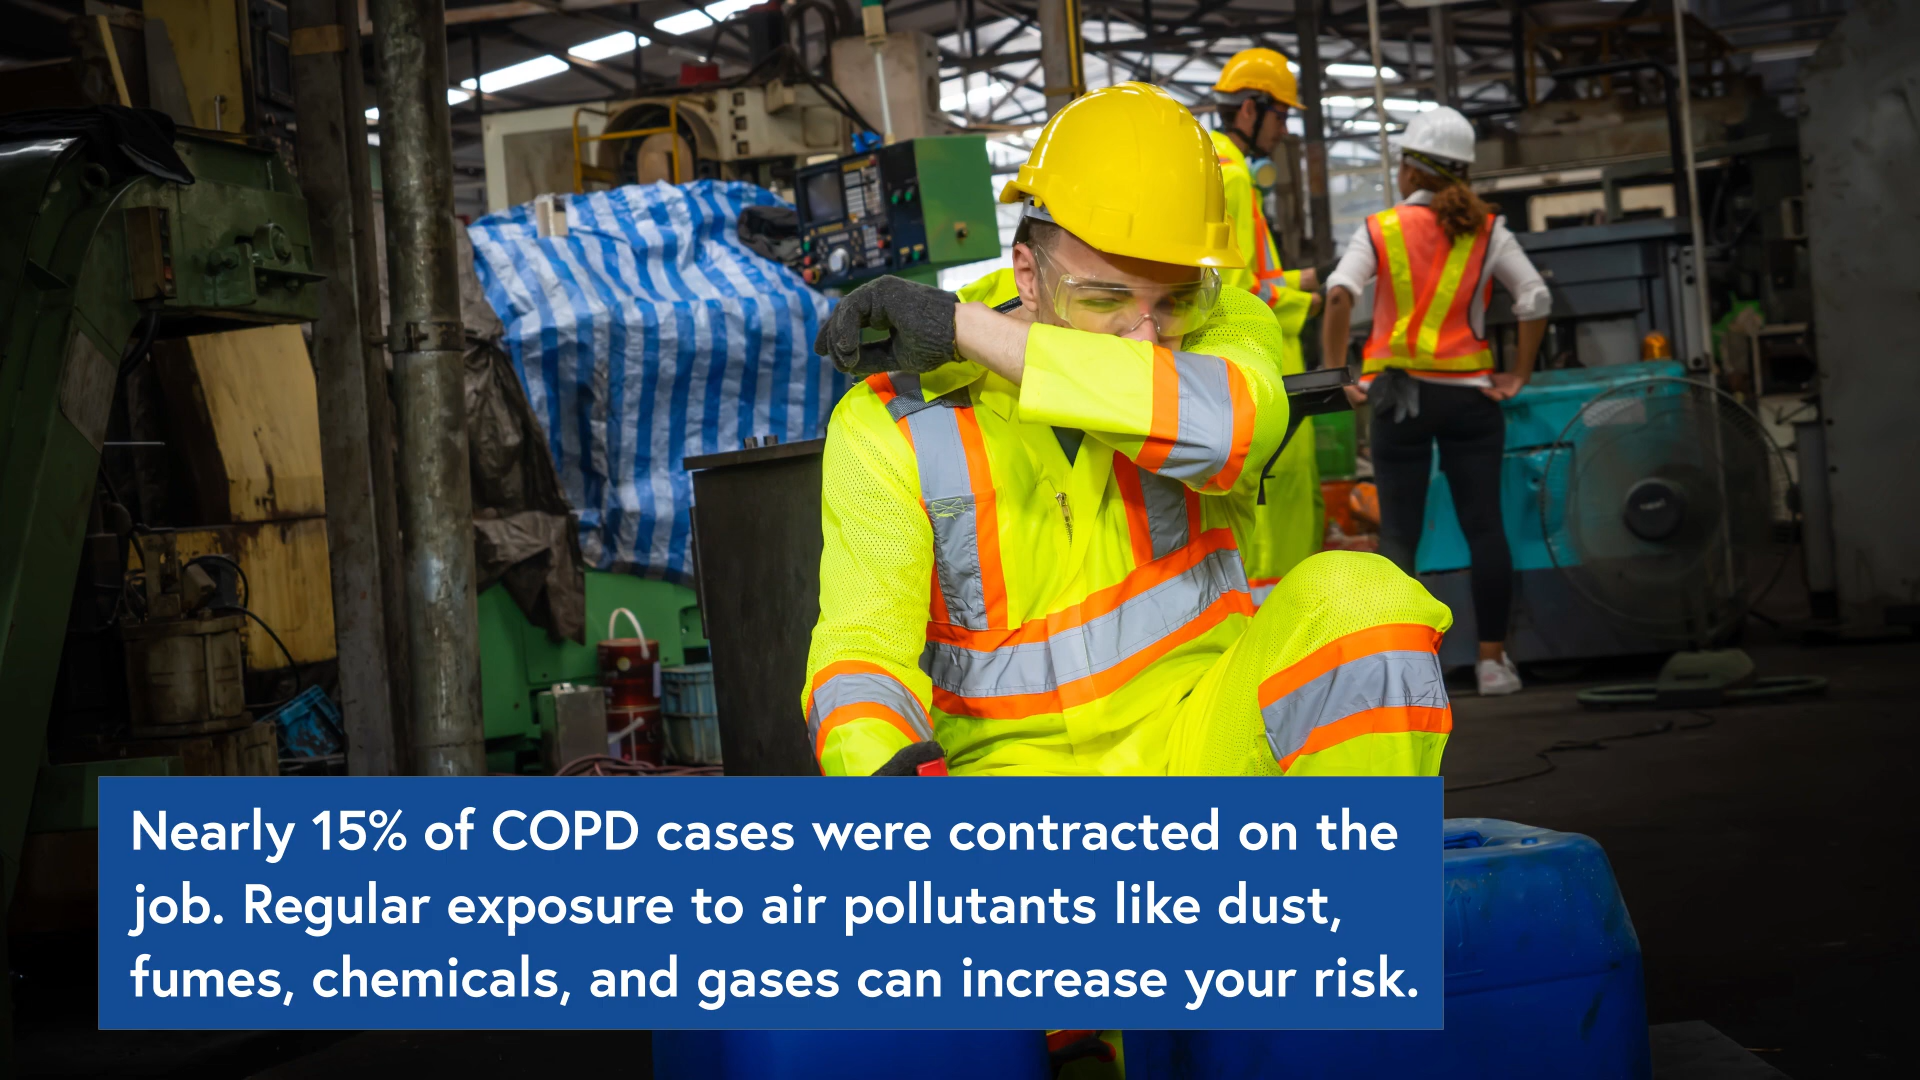 Nearly 15% of COPD cases were contracted on the
job. Regular exposure to air pollutants like dust,
fumes, chemicals, and gases can increase your risk.